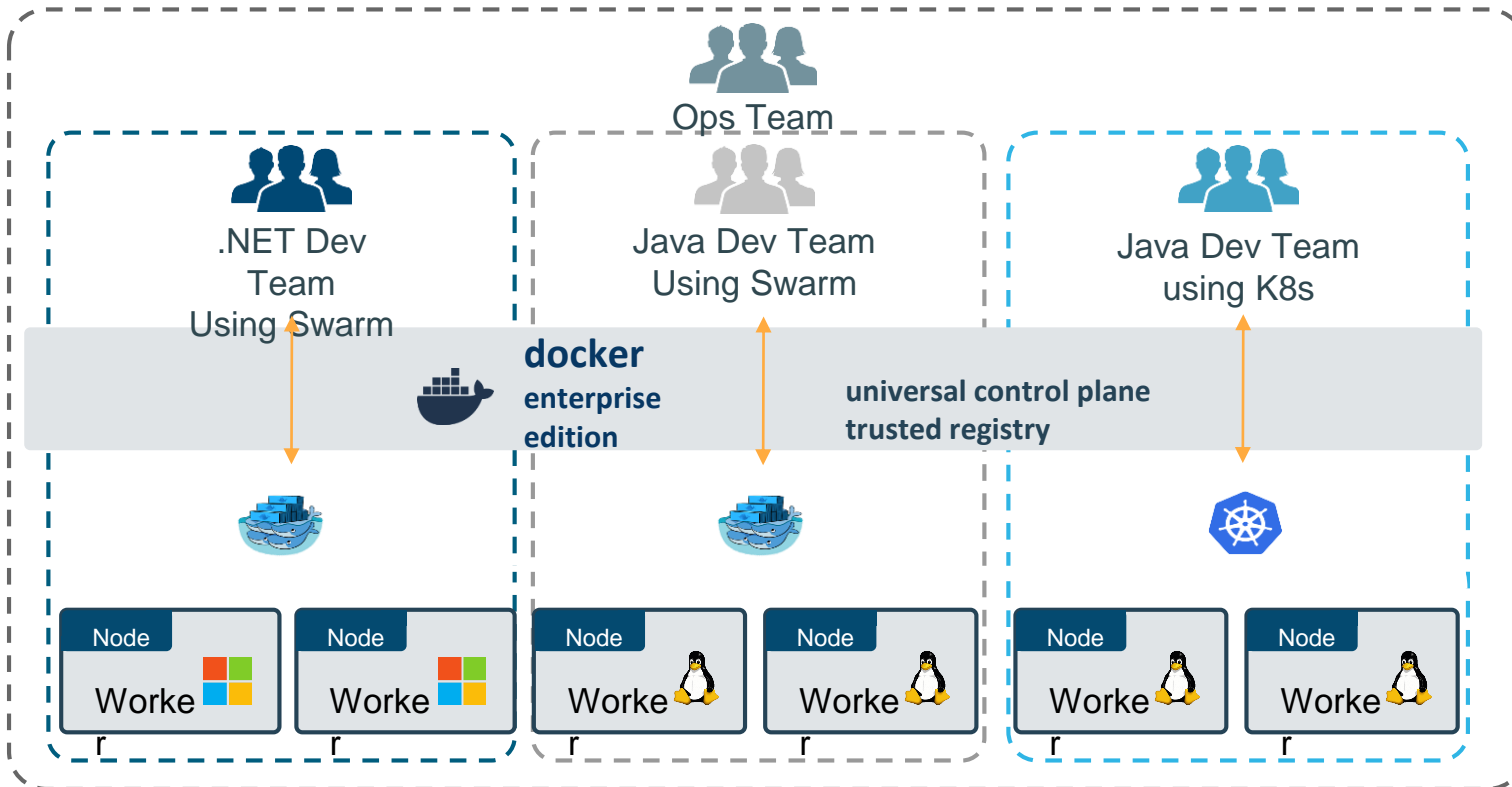 Ops Team
.NET Dev
Team
Using Swarm
Java Dev Team
Using Swarm
Java Dev Team
using K8s
docker
enterprise
edition
universal control plane
trusted registry
Node
Worke
r
Node
Worke
r
Node
Worke
r
Node
Worke
r
Node
Worke
r
Node
Worke
r